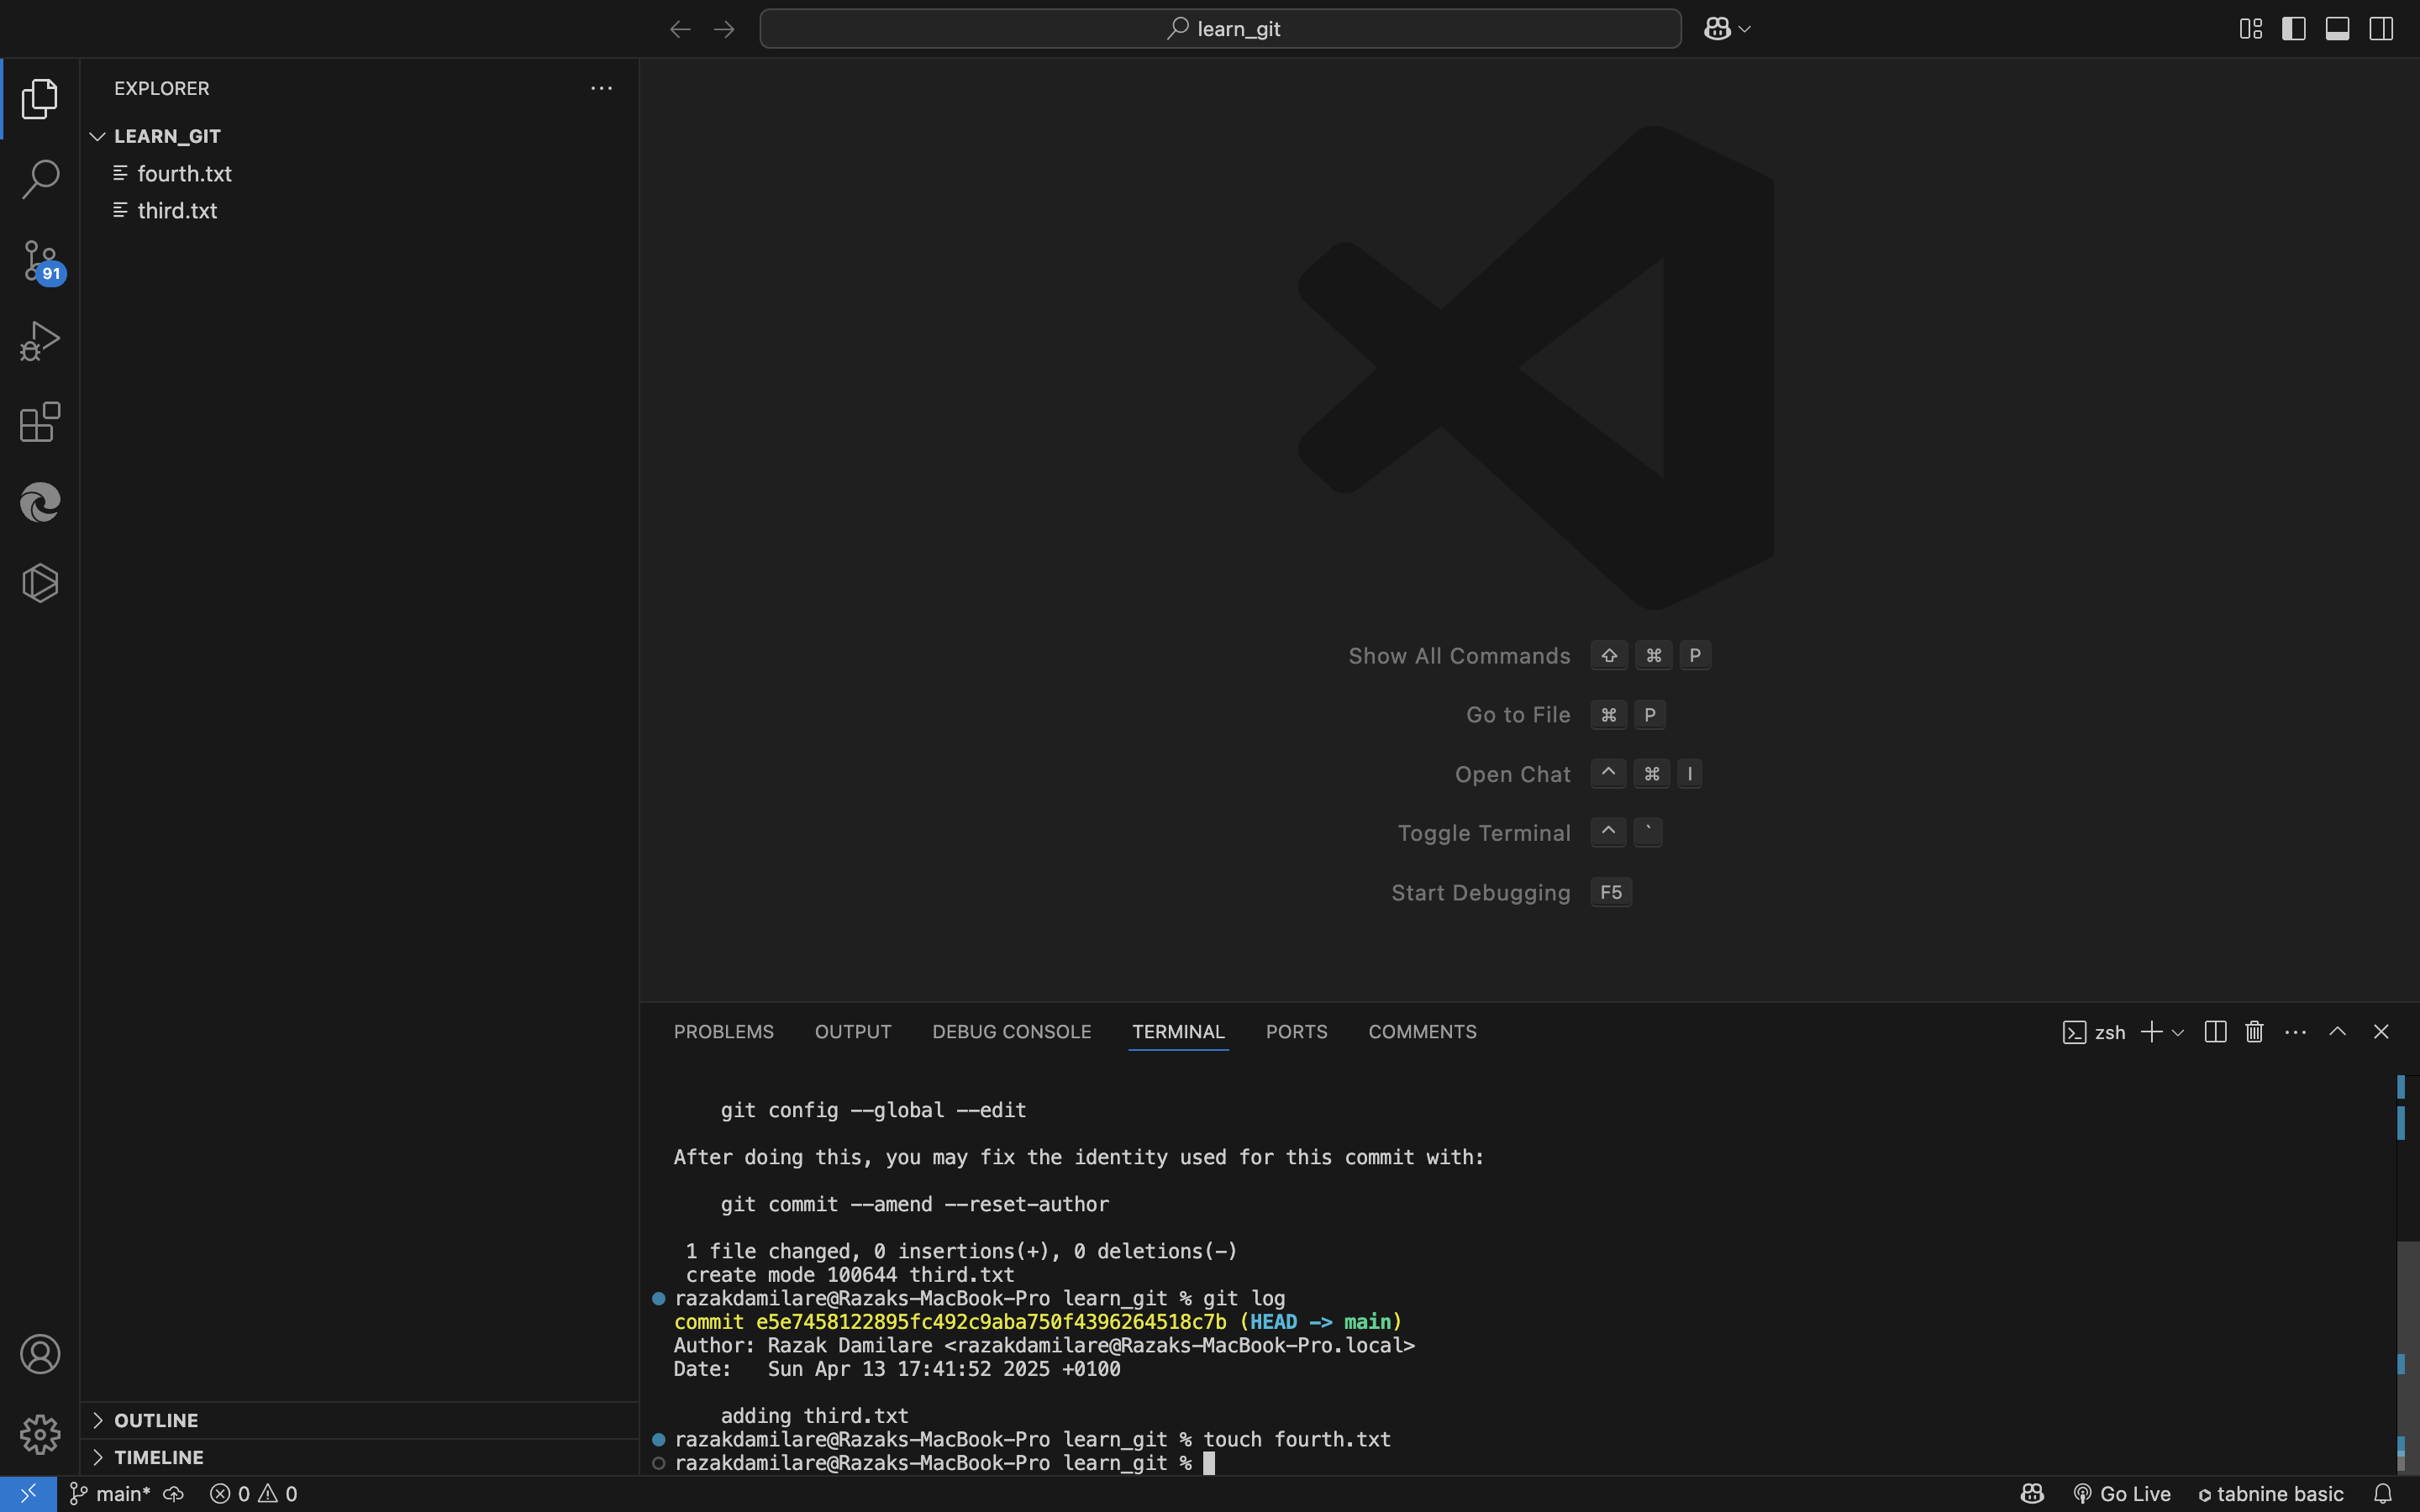 learn_git
EXPLORER
LEARN_GIT
fourth.txt
third.txt
91
Show All Commands ⇧ ⌘ P
Go to File ⌘ P
Open Chat ^ ⌘ I
Toggle Terminal ^ `
Start Debugging F5
PROBLEMS OUTPUT DEBUG CONSOLE TERMINAL PORTS COMMENTS
zsh
git config --global --edit
After doing this, you may fix the identity used for this commit with:
git commit --amend --reset-author
1 file changed, 0 insertions(+), 0 deletions(-)
create mode 100644 third.txt
razakdamilare@Razaks-MacBook-Pro learn_git % git log
commit e5e7458122895fc492c9aba750f4396264518c7b (HEAD -> main)
Author: Razak Damilare <razakdamilare@Razaks-MacBook-Pro.local>
Date:   Sun Apr 13 17:41:52 2025 +0100
adding third.txt
razakdamilare@Razaks-MacBook-Pro learn_git % touch fourth.txt
razakdamilare@Razaks-MacBook-Pro learn_git %
OUTLINE
TIMELINE
main* 0 0
Go Live tabnine basic